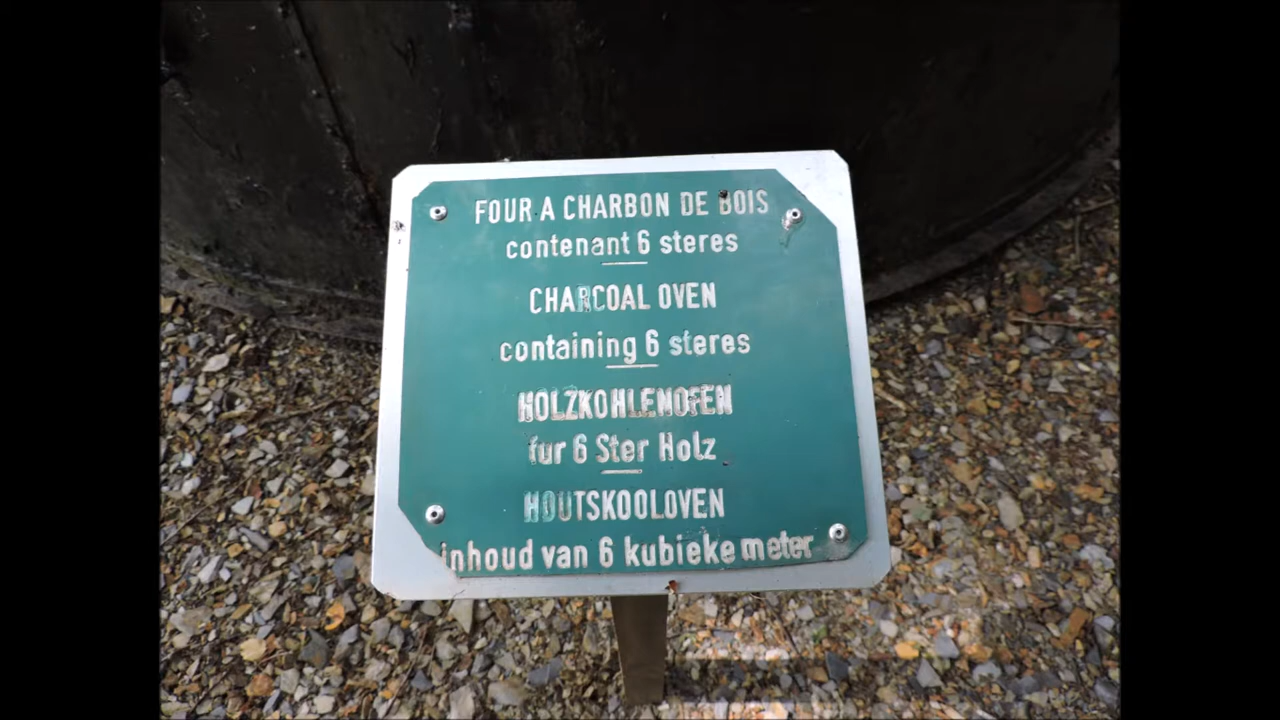 FOUR A CHARBON DE BOIS
contenant 6 steres
CHARCOAL OVEN
containing 6 steres
HOLZKOHLENOFEN
fur 6 Ster Holz
HOUTSKOOLOVEN
inhoud van 6 kubieke meter